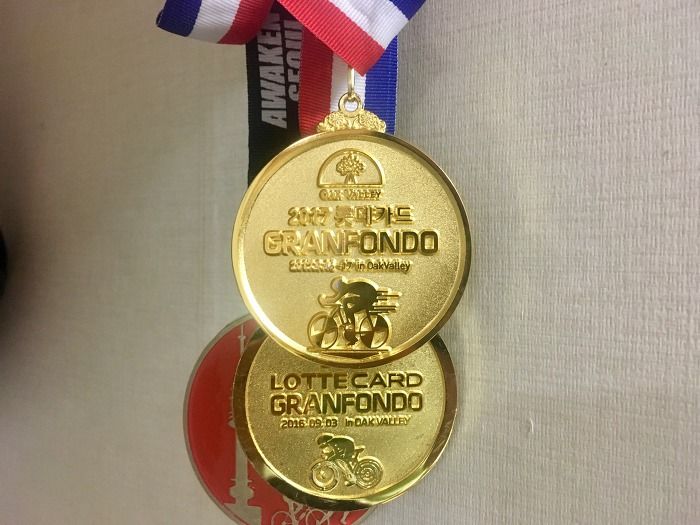 AWAKEN
SEOUL
OAK VALLEY
2017 롯데카드
GRANFONDO
in OakValley
LOTTE CARD
GRANFONDO
2016.09.03 in OAK VALLEY